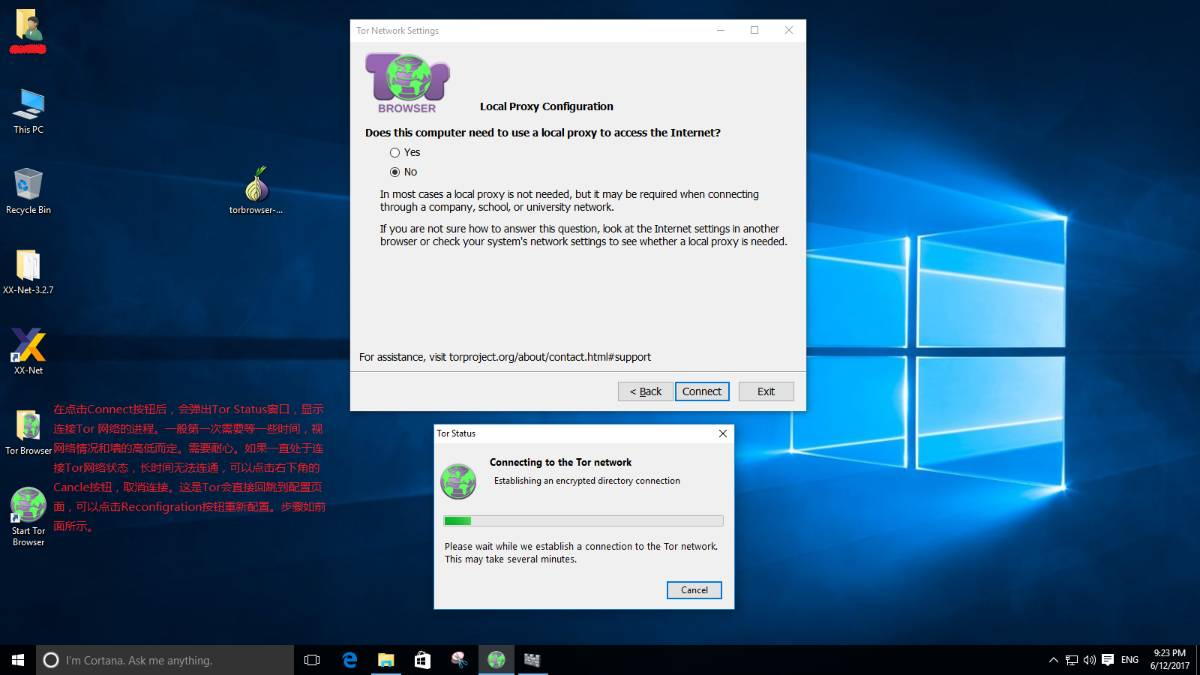 Tor Network Settings
Tor
BROWSER
Local Proxy Configuration
Does this computer need to use a local proxy to access the Internet?
Yes
No
In most cases a local proxy is not needed, but it may be required when connecting
through a company, school, or university network.
If you are not sure how to answer this question, look at the Internet settings in another
browser or check your system's network settings to see whether a local proxy is needed.
For assistance, visit torproject.org/about/contact.html#support
< Back
Connect
Exit
This PC
Recycle Bin
torbrowser-...
XX-Net-3.2.7
XX-Net
Tor Browser
Start Tor
Browser
在点击Connect按钮后，会弹出Tor Status窗口，显示
连接Tor 网络的进程。一般第一次需要等一些时间，视
网络情况和墙的高低而定。需要耐心。如果一直处于连
接Tor网络状态，长时间无法连通，可以点击右下角的
Cancle按钮，取消连接。这是Tor会直接回跳到配置页
面，可以点击Reconfigration按钮重新配置。步骤如前
面所示。
Tor Status
Connecting to the Tor network
Establishing an encrypted directory connection
Please wait while we establish a connection to the Tor network.
This may take several minutes.
Cancel
I'm Cortana. Ask me anything.
ENG
9:23 PM
6/12/2017